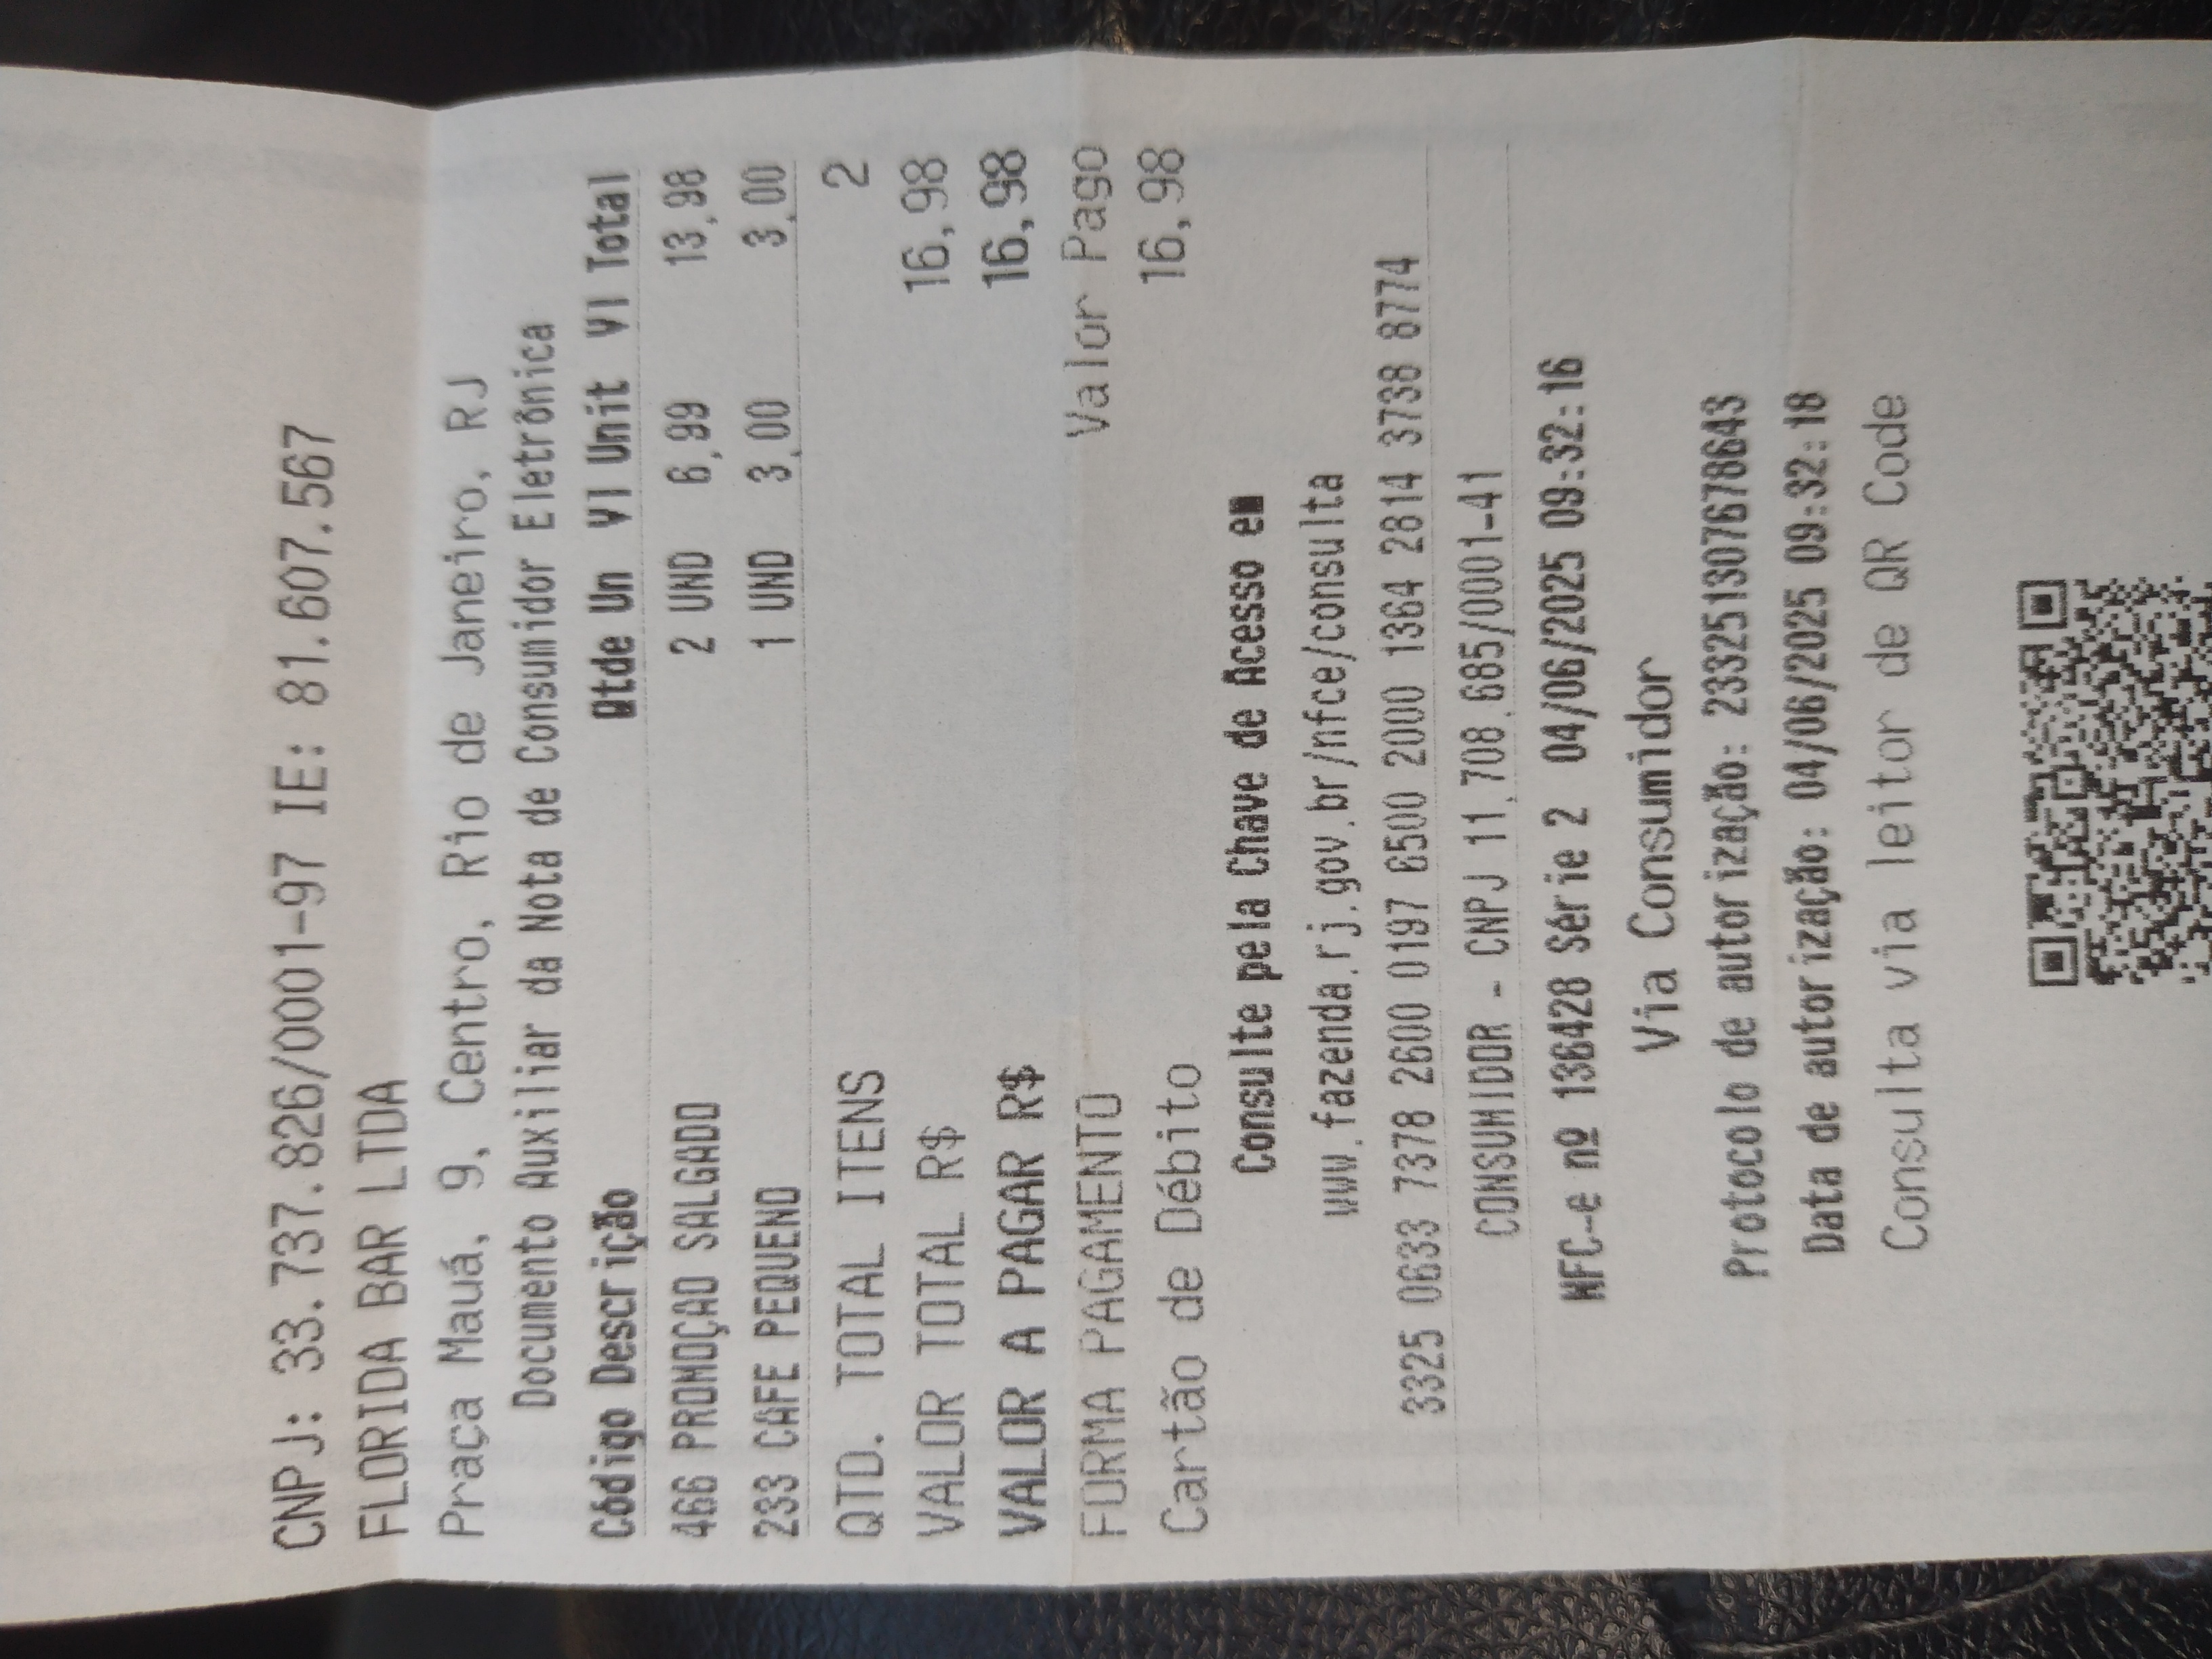 CNPJ: 33.737.826/0001-97 IE: 81.607.567
FLORIDA BAR LTDA
Praça Mauá, 9, Centro, Rio de Janeiro, RJ
Documento Auxiliar da Nota de Consumidor Eletrônica
Código Descrição Qtde Un Vl Unit Vl Total
466 PROMOÇAO SALGADO 2 UND 6,99 13,98
233 CAFE PEQUENO 1 UND 3,00 3,00
QTD. TOTAL ITENS 2
VALOR TOTAL R$ 16,98
VALOR A PAGAR R$ 16,98
FORMA PAGAMENTO Valor Pago
Cartão de Débito 16,98
Consulte pela Chave de Acesso em
www.fazenda.rj.gov.br/nfce/consulta
3325 0633 7378 2600 0197 6500 2000 1364 2814 3738 8774
CONSUMIDOR - CNPJ 11.708.685/0001-41
NFC-e nº 136428 Série 2 04/06/2025 09:32:16
Via Consumidor
Protocolo de autorização: 233251307678643
Data de autorização: 04/06/2025 09:32:18
Consulta via leitor de QR Code